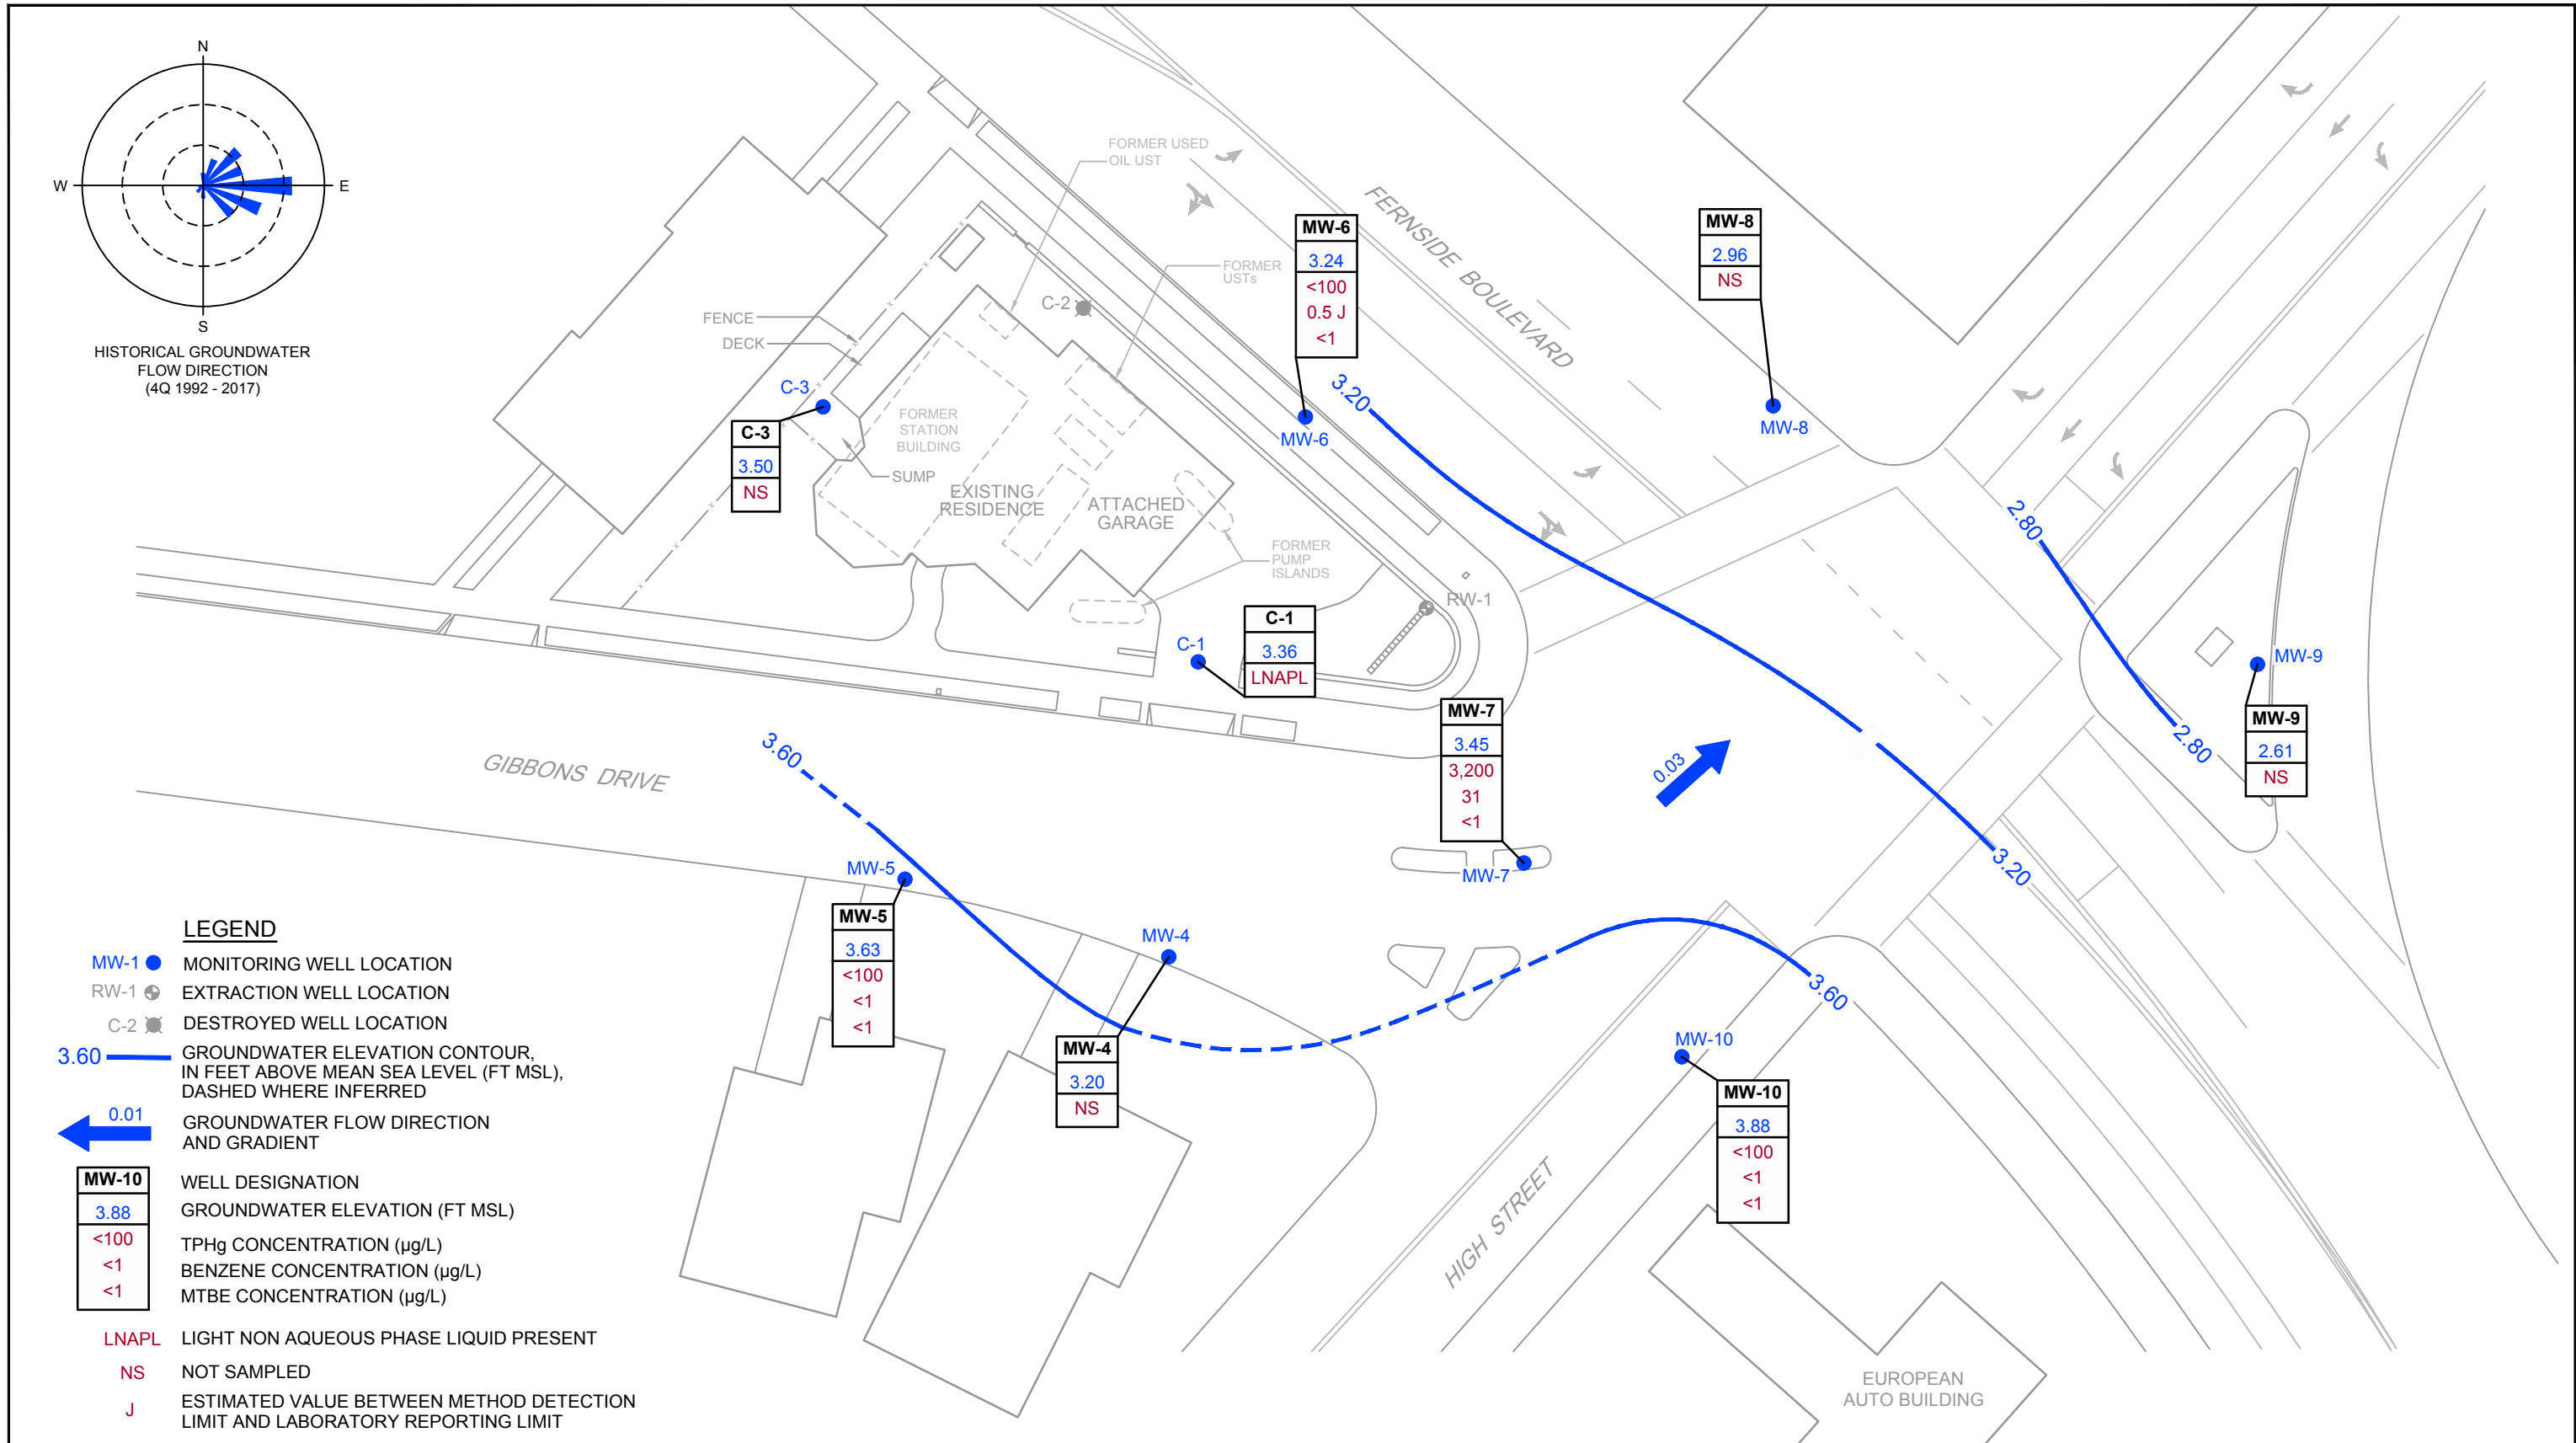 N
W
E
S
HISTORICAL GROUNDWATER
FLOW DIRECTION
(4Q 1992 - 2017)
FORMER USED
OIL UST
FORMER
USTs
C-2
FENCE
DECK
C-3
C-3
3.50
NS
FORMER
STATION
BUILDING
SUMP
EXISTING
RESIDENCE
ATTACHED
GARAGE
FORMER
PUMP
ISLANDS
RW-1
MW-6
3.24
<100
0.5 J
<1
MW-6
FERNSIDE BOULEVARD
MW-8
2.96
NS
MW-8
3.20
2.80
C-1
C-1
3.36
LNAPL
MW-7
3.45
3,200
31
<1
MW-7
0.03
MW-9
MW-9
2.61
NS
2.80
3.20
GIBBONS DRIVE
3.60
MW-5
MW-5
3.63
<100
<1
<1
MW-4
MW-4
3.20
NS
3.60
MW-10
MW-10
3.88
<100
<1
<1
HIGH STREET
EUROPEAN
AUTO BUILDING
LEGEND
MW-1 MONITORING WELL LOCATION
RW-1 EXTRACTION WELL LOCATION
C-2 DESTROYED WELL LOCATION
3.60 GROUNDWATER ELEVATION CONTOUR,
IN FEET ABOVE MEAN SEA LEVEL (FT MSL),
DASHED WHERE INFERRED
0.01 GROUNDWATER FLOW DIRECTION
AND GRADIENT
MW-10 WELL DESIGNATION
3.88 GROUNDWATER ELEVATION (FT MSL)
<100 TPHg CONCENTRATION (µg/L)
<1 BENZENE CONCENTRATION (µg/L)
<1 MTBE CONCENTRATION (µg/L)
LNAPL LIGHT NON AQUEOUS PHASE LIQUID PRESENT
NS NOT SAMPLED
J ESTIMATED VALUE BETWEEN METHOD DETECTION
LIMIT AND LABORATORY REPORTING LIMIT